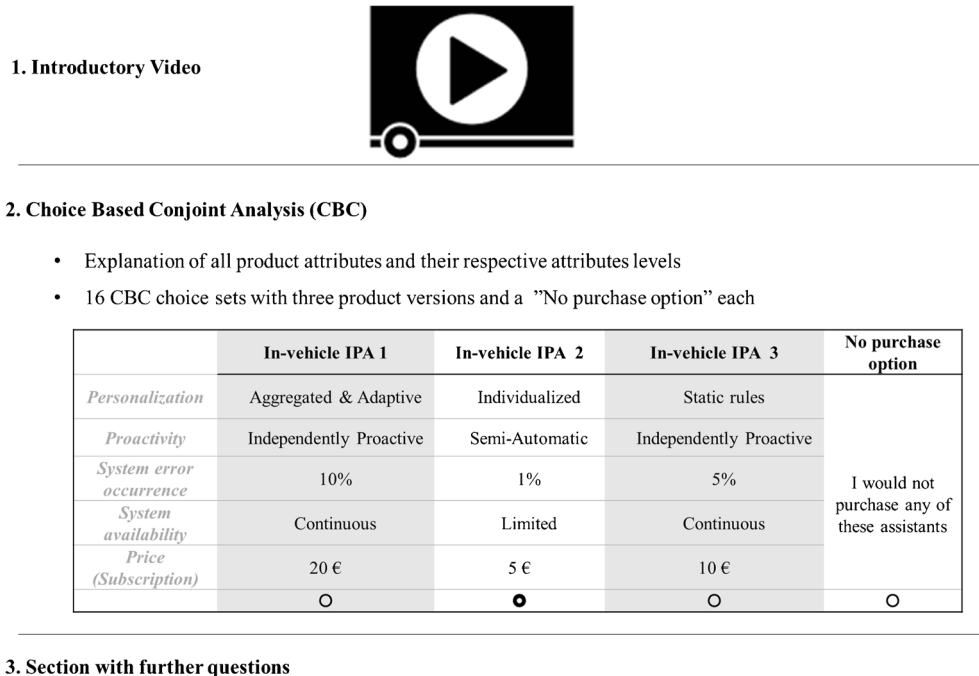 1. Introductory Video
2. Choice Based Conjoint Analysis (CBC)
• Explanation of all product attributes and their respective attributes levels
• 16 CBC choice sets with three product versions and a ”No purchase option” each
In-vehicle IPA 1 In-vehicle IPA 2 In-vehicle IPA 3 No purchase
option
Personalization Aggregated & Adaptive Individualized Static rules
Proactivity Independently Proactive Semi-Automatic Independently Proactive
System error
occurrence 10% 1% 5%
System
availability Continuous Limited Continuous
Price
(Subscription) 20 € 5 € 10 €
I would not
purchase any of
these assistants
3. Section with further questions